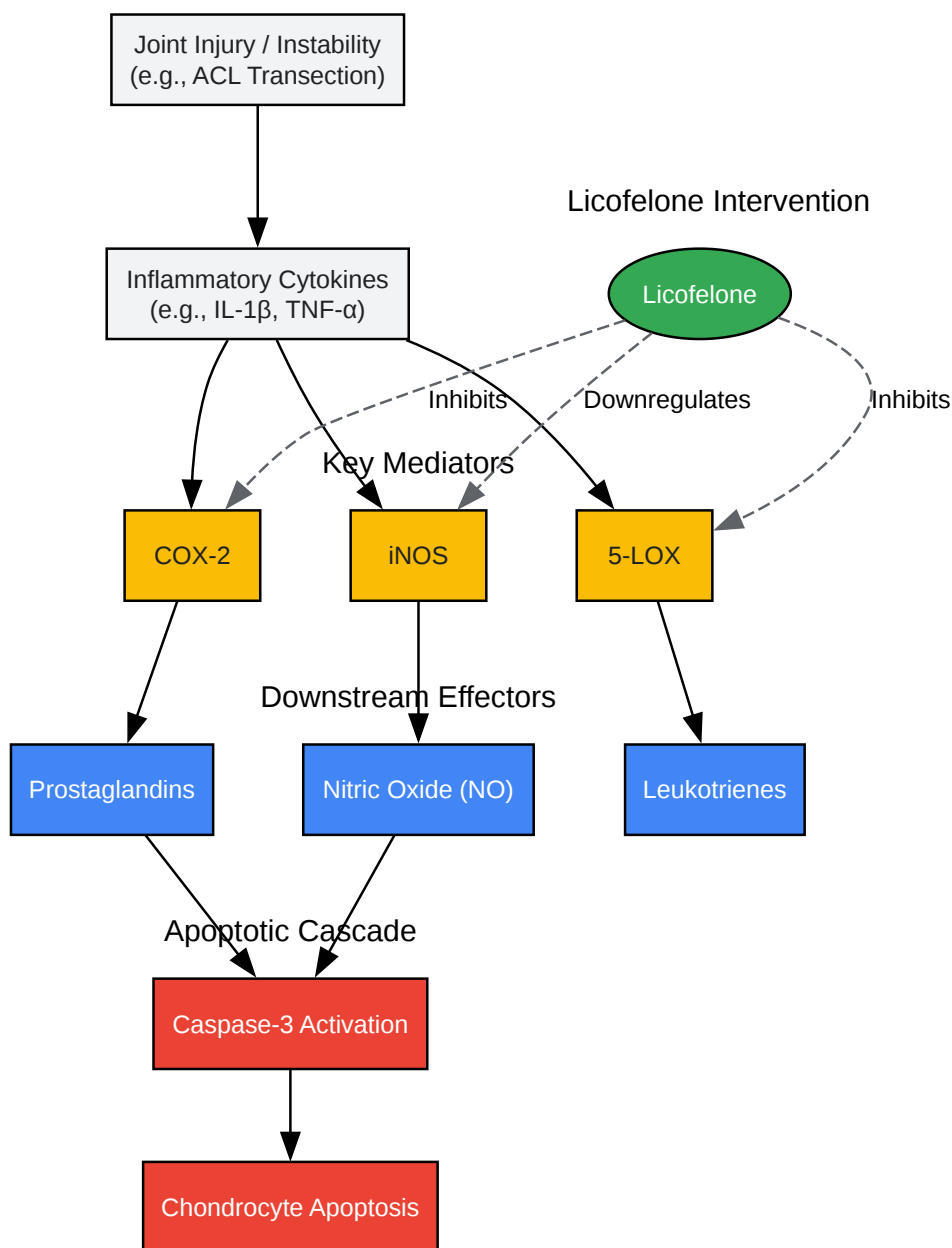 Joint Injury / Instability
(e.g., ACL Transection)
Licofelone Intervention
Inflammatory Cytokines
(e.g., IL-1β, TNF-α)
Licofelone
Inhibits
Downregulates
Inhibits
Key Mediators
COX-2
iNOS
5-LOX
Downstream Effectors
Prostaglandins
Nitric Oxide (NO)
Leukotrienes
Apoptotic Cascade
Caspase-3 Activation
Chondrocyte Apoptosis